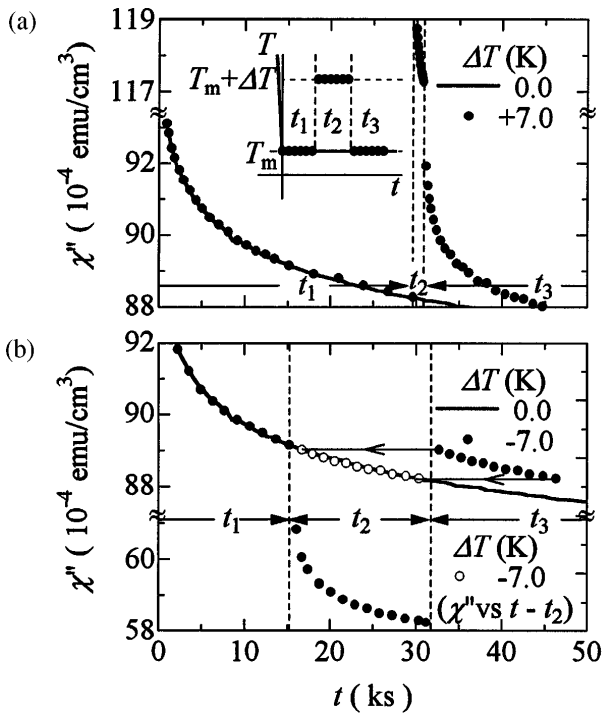 (a)
119
117
92
90
88
χ" ( 10⁻⁴ emu/cm³)
T
Tm+ΔT
Tm
t1 t2 t3
t
ΔT (K)
0.0
+7.0
t1 t2 t3
(b)
92
90
88
60
58
χ" ( 10⁻⁴ emu/cm³)
ΔT (K)
0.0
-7.0
t1 t2 t3
ΔT (K)
-7.0
(χ" vs t - t2)
0 10 20 30 40 50
t ( ks)